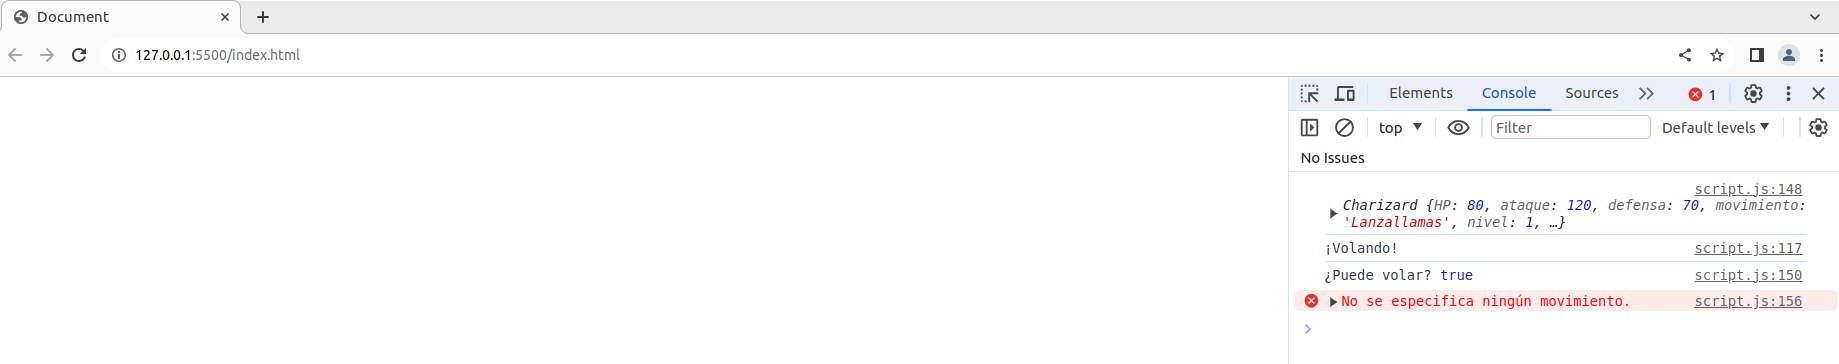 Document
127.0.0.1:5500/index.html
Elements Console Sources 1
top Filter Default levels
No Issues
script.js:148
Charizard {HP: 80, ataque: 120, defensa: 70, movimiento:
'Lanzallamas', nivel: 1, …}
¡Volando! script.js:117
¿Puede volar? true script.js:150
No se especifica ningún movimiento. script.js:156